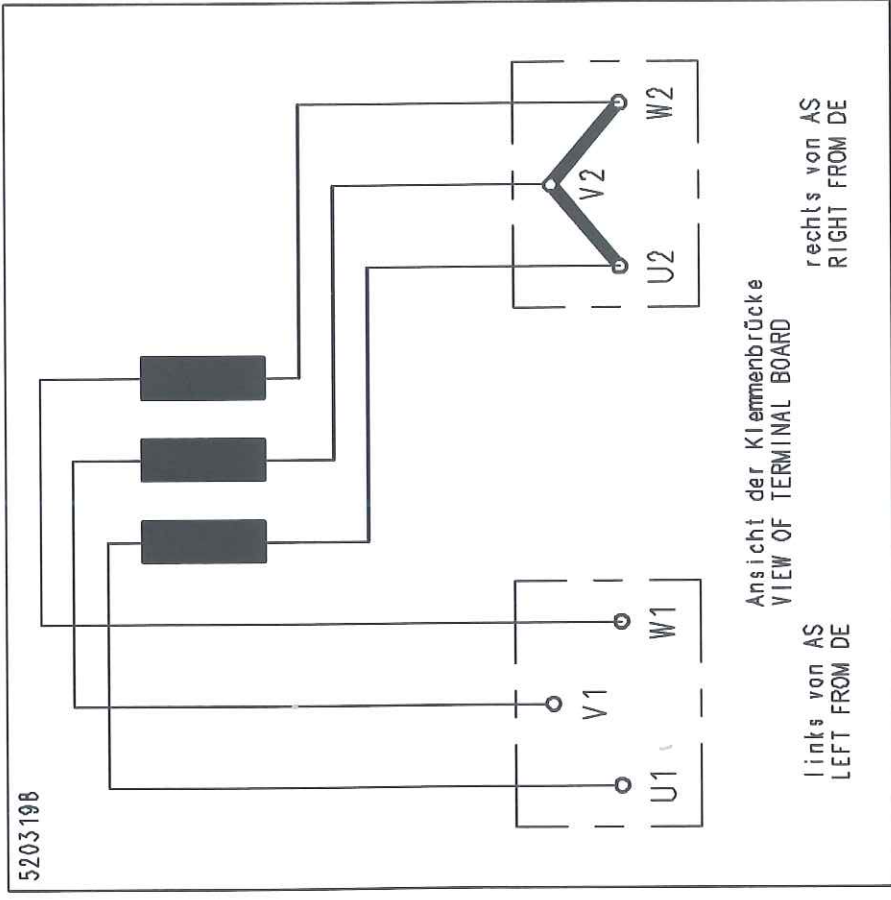 520319B
V1
V2
U1
W1
U2
W2
Ansicht der Klemmenbrücke
VIEW OF TERMINAL BOARD
links von AS
LEFT FROM DE
rechts von AS
RIGHT FROM DE